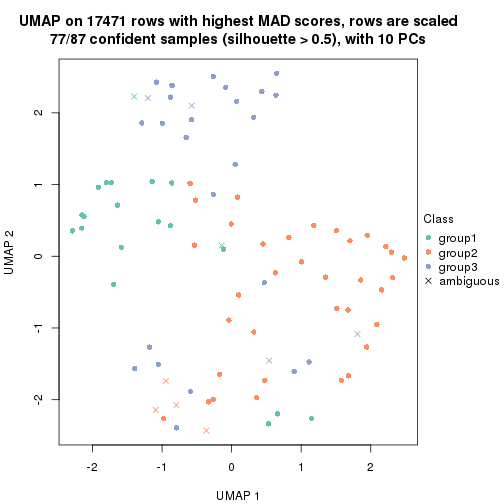 UMAP on 17471 rows with highest MAD scores, rows are scaled
77/87 confident samples (silhouette > 0.5), with 10 PCs
2
1
0
-1
-2
UMAP 2
-2
-1
0
1
2
UMAP 1
Class
group1
group2
group3
ambiguous